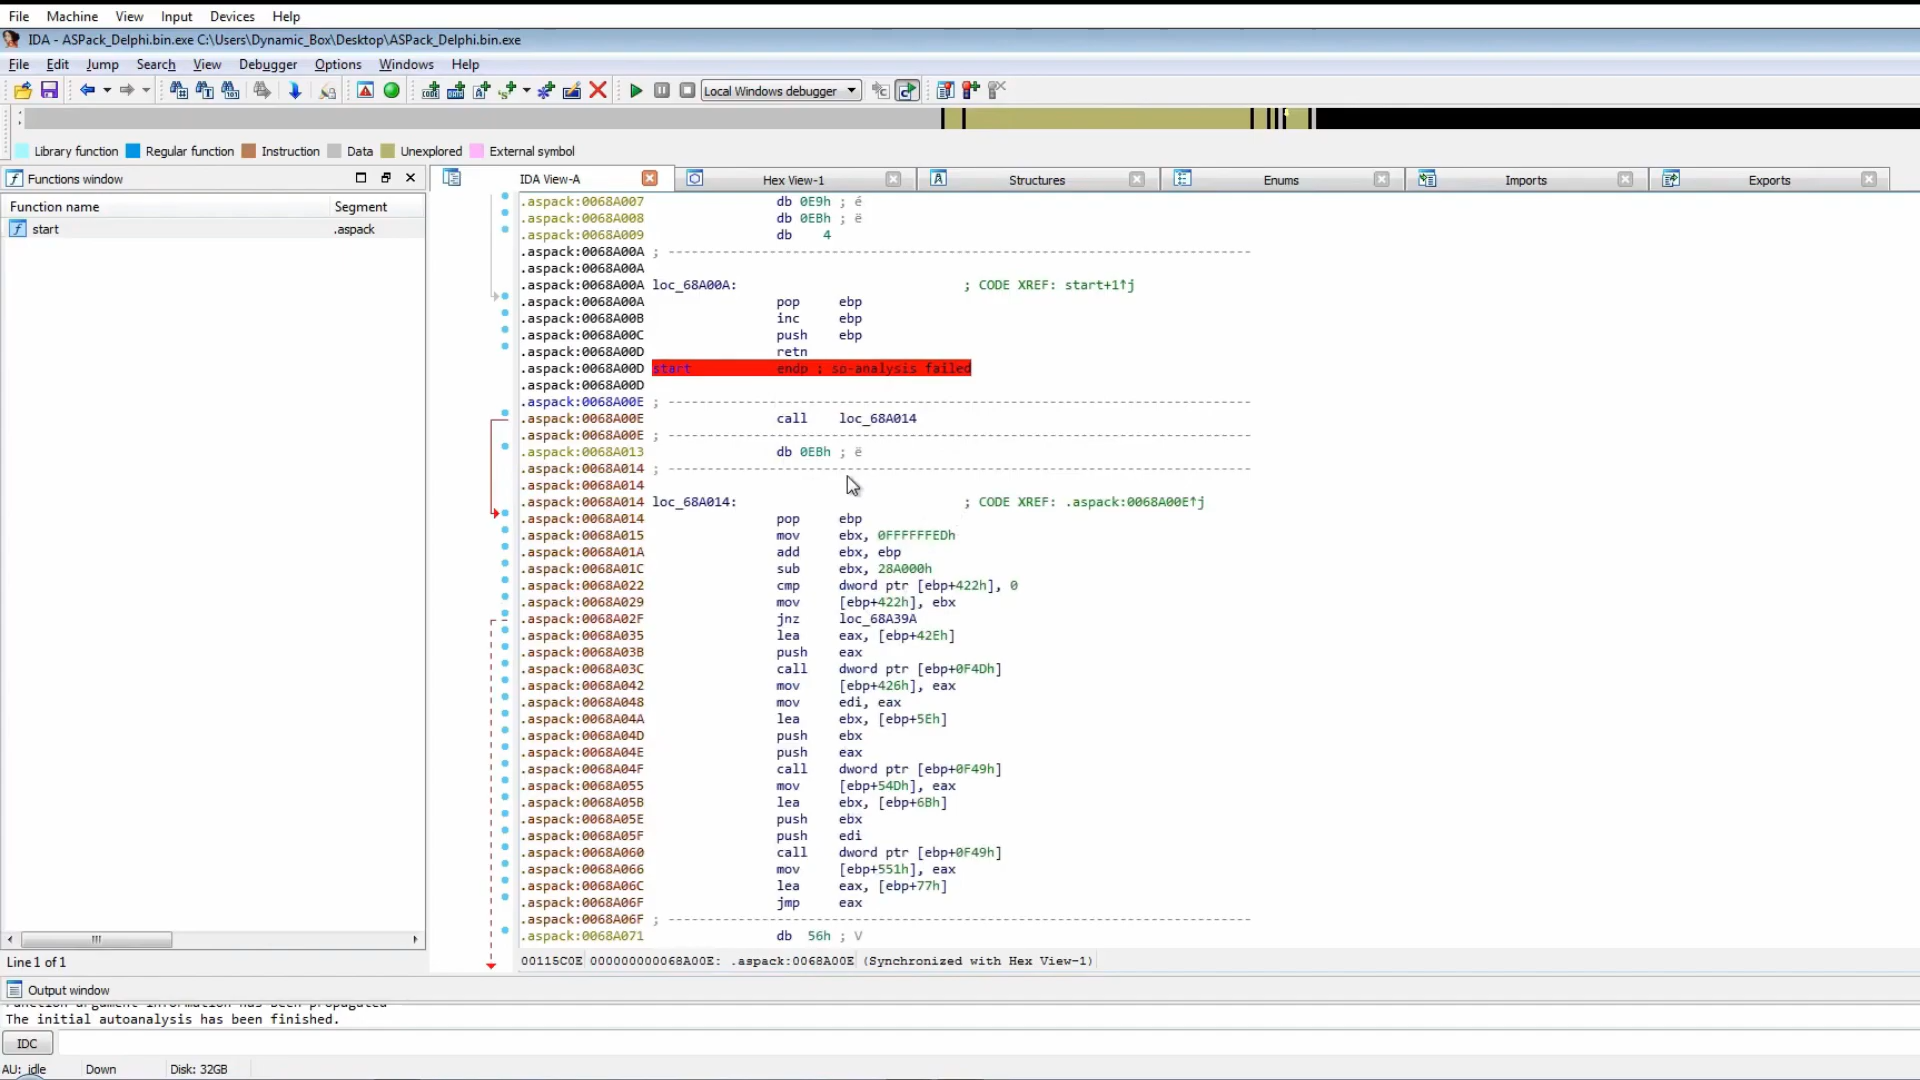 File Machine View Input Devices Help
IDA - ASPack_Delphi.bin.exe C:\Users\Dynamic_Box\Desktop\ASPack_Delphi.bin.exe
File Edit Jump Search View Debugger Options Windows Help
Local Windows debugger
Library function Regular function Instruction Data Unexplored External symbol
Functions window
IDA View-A Hex View-1 Structures Enums Imports Exports
Function name Segment
start .aspack
.aspack:0068A007 db 0E9h ; é
.aspack:0068A008 db 0EBh ; ë
.aspack:0068A009 db 4
.aspack:0068A00A ; ---------------------------------------------------------------------------
.aspack:0068A00A
.aspack:0068A00A loc_68A00A: ; CODE XREF: start+1↑j
.aspack:0068A00A pop ebp
.aspack:0068A00B inc ebp
.aspack:0068A00C push ebp
.aspack:0068A00D retn
.aspack:0068A00D start endp ; sp-analysis failed
.aspack:0068A00D
.aspack:0068A00E ; ---------------------------------------------------------------------------
.aspack:0068A00E call loc_68A014
.aspack:0068A00E ; ---------------------------------------------------------------------------
.aspack:0068A013 db 0EBh ; ë
.aspack:0068A014 ; ---------------------------------------------------------------------------
.aspack:0068A014
.aspack:0068A014 loc_68A014: ; CODE XREF: .aspack:0068A00E↑j
.aspack:0068A014 pop ebp
.aspack:0068A015 mov ebx, 0FFFFFFEDh
.aspack:0068A01A add ebx, ebp
.aspack:0068A01C sub ebx, 28A000h
.aspack:0068A022 cmp dword ptr [ebp+422h], 0
.aspack:0068A029 mov [ebp+422h], ebx
.aspack:0068A02F jnz loc_68A39A
.aspack:0068A035 lea eax, [ebp+42Eh]
.aspack:0068A03B push eax
.aspack:0068A03C call dword ptr [ebp+0F4Dh]
.aspack:0068A042 mov [ebp+426h], eax
.aspack:0068A048 mov edi, eax
.aspack:0068A04A lea ebx, [ebp+5Eh]
.aspack:0068A04D push ebx
.aspack:0068A04E push eax
.aspack:0068A04F call dword ptr [ebp+0F49h]
.aspack:0068A055 mov [ebp+54Dh], eax
.aspack:0068A05B lea ebx, [ebp+6Bh]
.aspack:0068A05E push ebx
.aspack:0068A05F push edi
.aspack:0068A060 call dword ptr [ebp+0F49h]
.aspack:0068A066 mov [ebp+551h], eax
.aspack:0068A06C lea eax, [ebp+77h]
.aspack:0068A06F jmp eax
.aspack:0068A06F ; ---------------------------------------------------------------------------
.aspack:0068A071 db 56h ; V
Line 1 of 1
00115C0E 000000000068A00E: .aspack:0068A00E (Synchronized with Hex View-1)
Output window
Function argument information has been propagated
The initial autoanalysis has been finished.
IDC
AU: idle Down Disk: 32GB